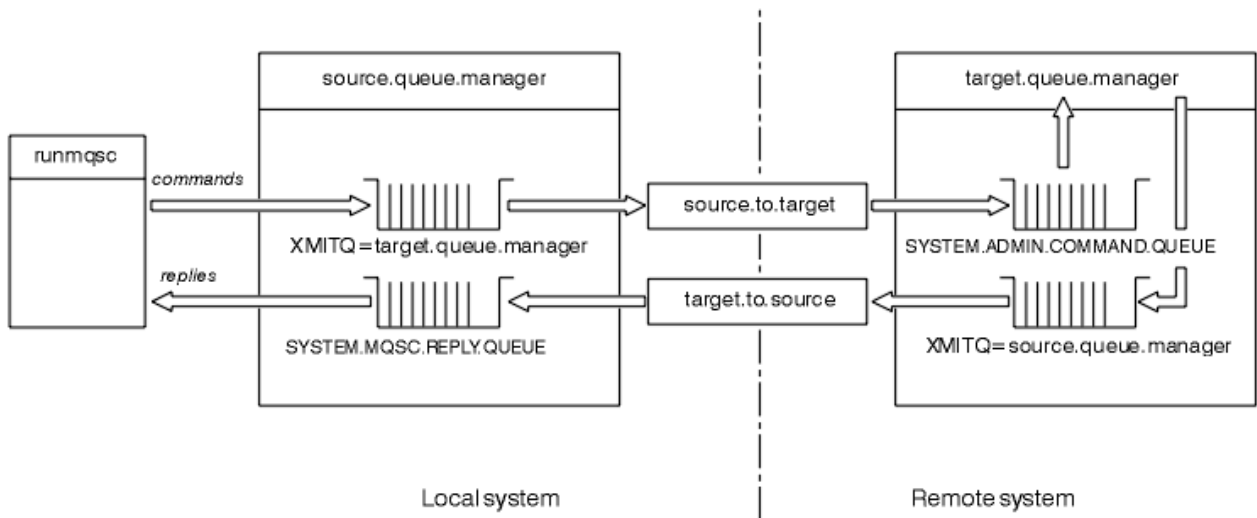 source.queue.manager
target.queue.manager
runmqsc
commands
source.to.target
XMITQ=target.queue.manager
SYSTEM.ADMIN.COMMAND.QUEUE
replies
target.to.source
SYSTEM.MQSC.REPLY.QUEUE
XMITQ=source.queue.manager
Local system
Remote system